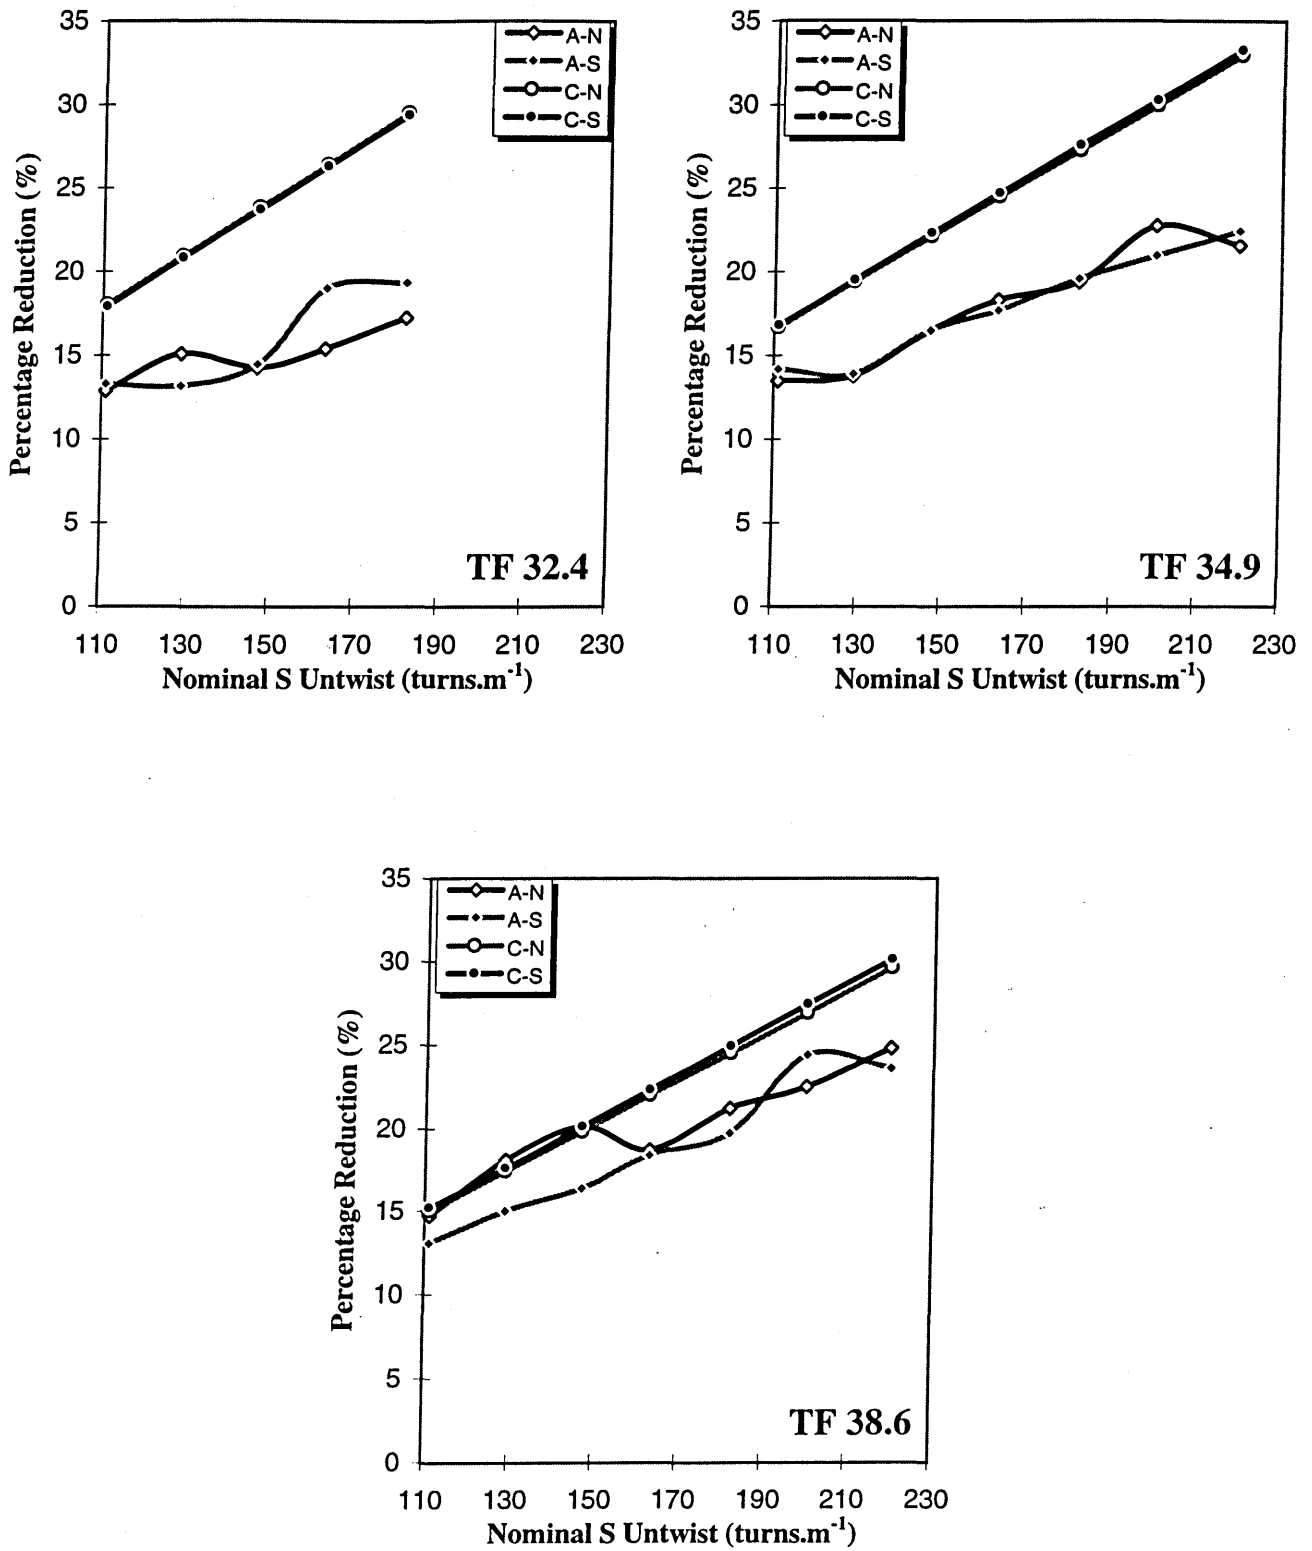 35
30
25
20
15
10
5
0
Percentage Reduction (%)
A-N
A-S
C-N
C-S
TF 32.4
110 130 150 170 190 210 230
Nominal S Untwist (turns.m⁻¹)
35
30
25
20
15
10
5
0
Percentage Reduction (%)
A-N
A-S
C-N
C-S
TF 34.9
110 130 150 170 190 210 230
Nominal S Untwist (turns.m⁻¹)
35
30
25
20
15
10
5
0
Percentage Reduction (%)
A-N
A-S
C-N
C-S
TF 38.6
110 130 150 170 190 210 230
Nominal S Untwist (turns.m⁻¹)